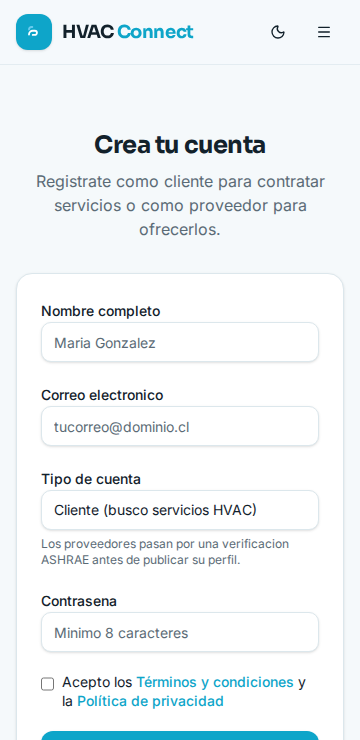 HVAC Connect
Crea tu cuenta
Registrate como cliente para contratar
servicios o como proveedor para
ofrecerlos.
Nombre completo
Maria Gonzalez
Correo electronico
tucorreo@dominio.cl
Tipo de cuenta
Cliente (busco servicios HVAC)
Los proveedores pasan por una verificacion
ASHRAE antes de publicar su perfil.
Contrasena
Minimo 8 caracteres
Acepto los Términos y condiciones y
la Política de privacidad